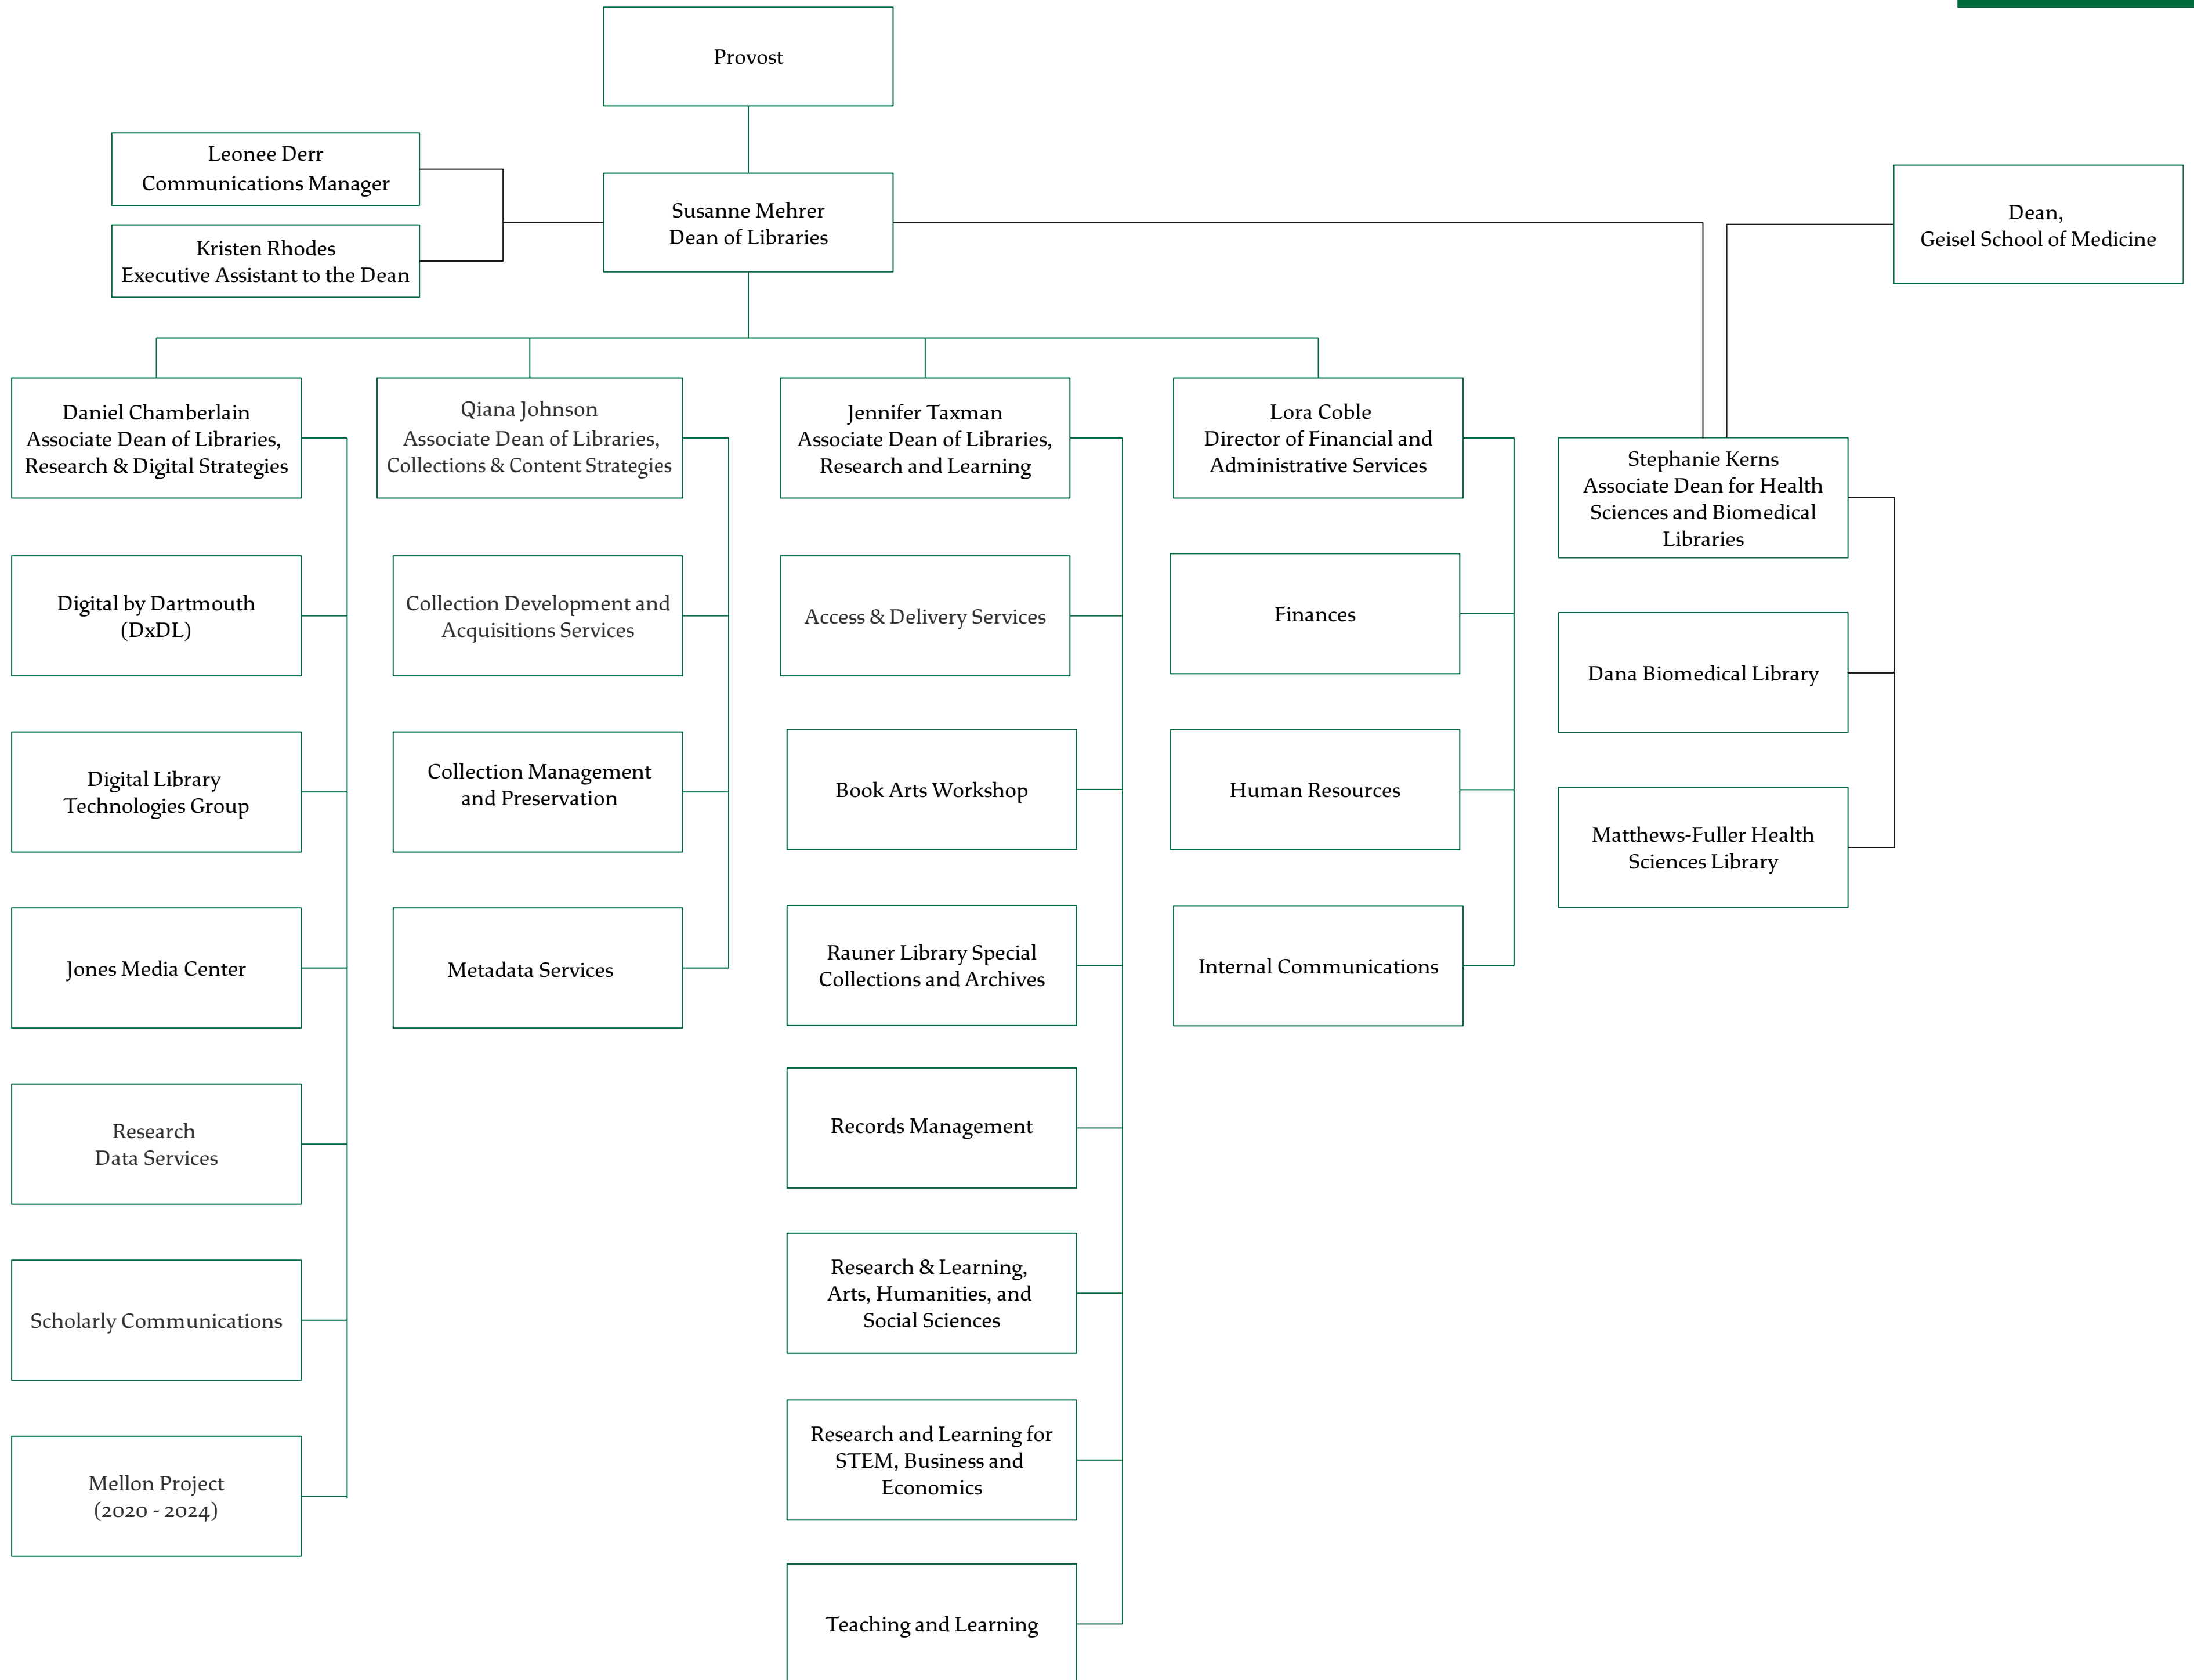 Provost
Leonee Derr
Communications Manager
Kristen Rhodes
Executive Assistant to the Dean
Susanne Mehrer
Dean of Libraries
Dean,
Geisel School of Medicine
Daniel Chamberlain
Associate Dean of Libraries,
Research & Digital Strategies
Digital by Dartmouth
(DxDL)
Digital Library
Technologies Group
Jones Media Center
Research
Data Services
Scholarly Communications
Mellon Project
(2020 - 2024)
Qiana Johnson
Associate Dean of Libraries,
Collections & Content Strategies
Collection Development and
Acquisitions Services
Collection Management
and Preservation
Metadata Services
Jennifer Taxman
Associate Dean of Libraries,
Research and Learning
Access & Delivery Services
Book Arts Workshop
Rauner Library Special
Collections and Archives
Records Management
Research & Learning,
Arts, Humanities, and
Social Sciences
Research and Learning for
STEM, Business and
Economics
Teaching and Learning
Lora Coble
Director of Financial and
Administrative Services
Finances
Human Resources
Internal Communications
Stephanie Kerns
Associate Dean for Health
Sciences and Biomedical
Libraries
Dana Biomedical Library
Matthews-Fuller Health
Sciences Library